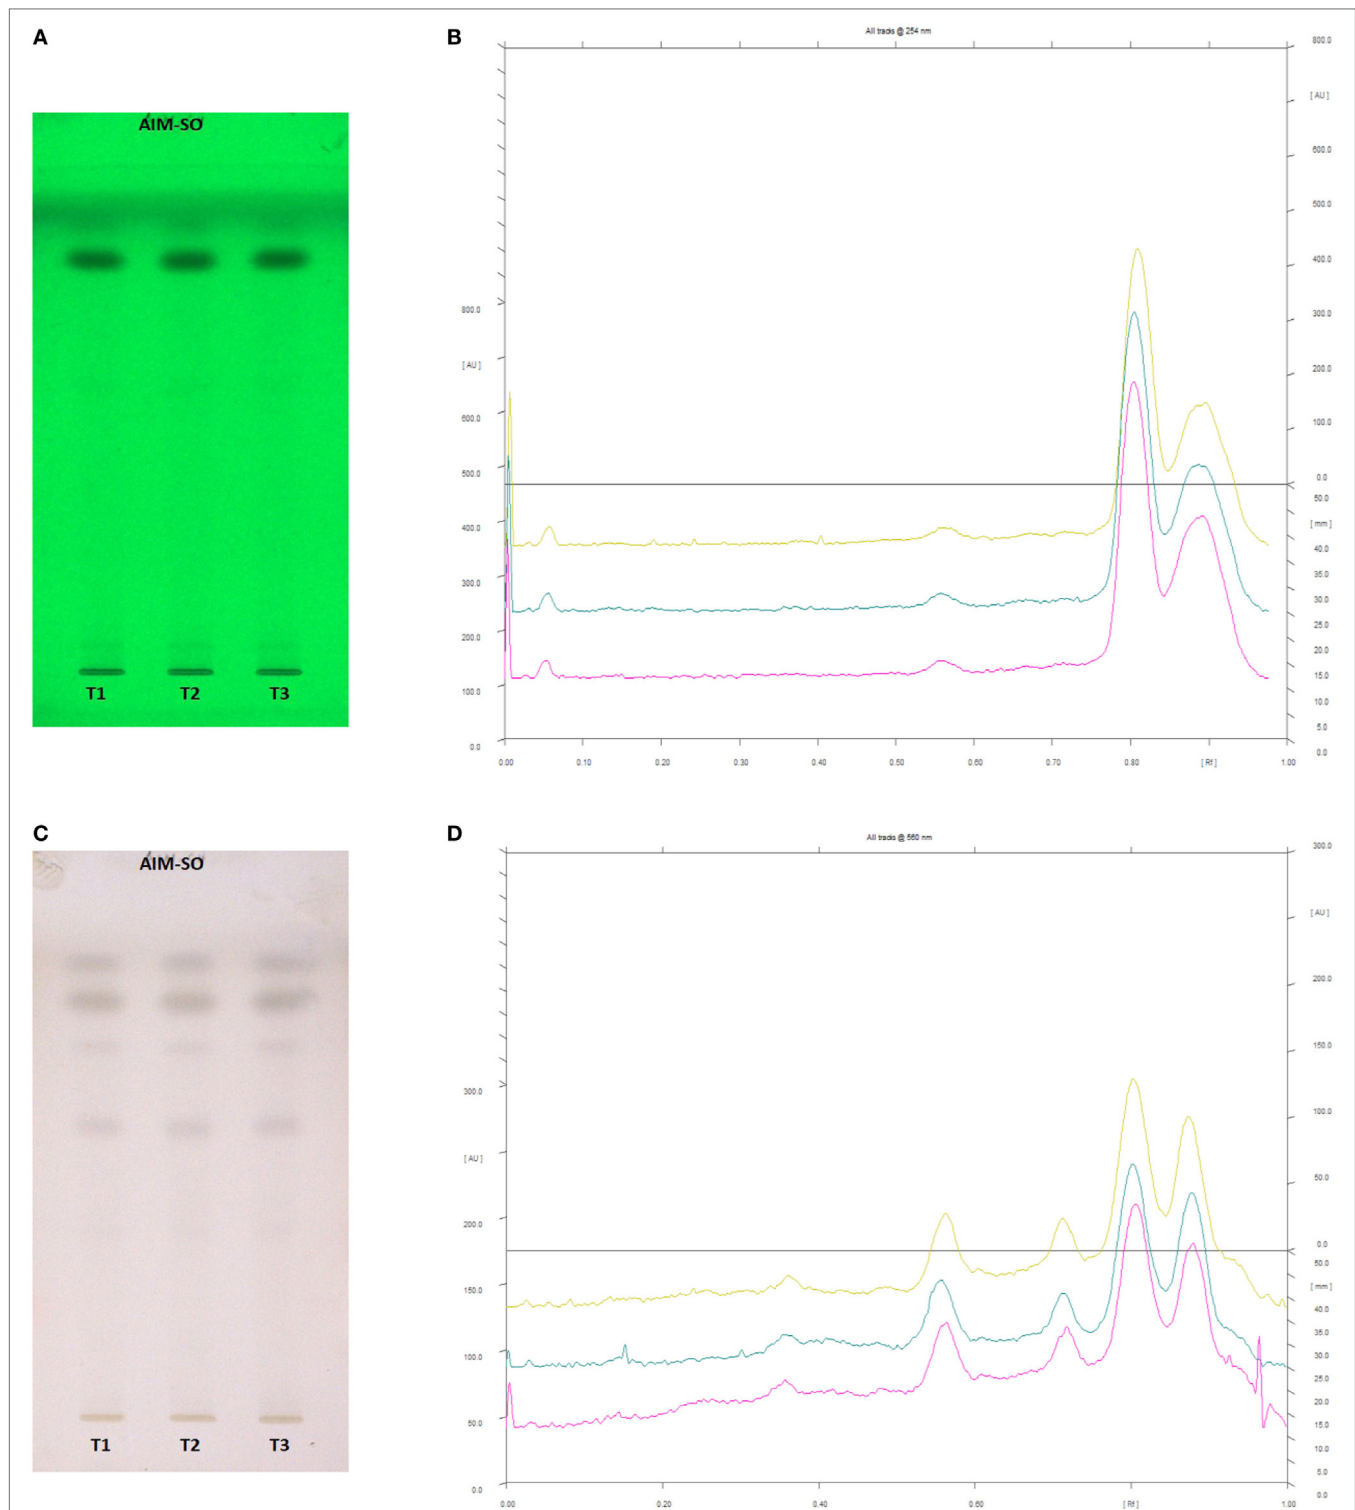 A
AIM-SO
T1 T2 T3
B
All tracks @ 254 nm
800.0
[ AU ]
600.0
500.0
400.0
300.0
200.0
100.0
0.0
50.0
[ mm ]
40.0
35.0
30.0
25.0
20.0
15.0
10.0
5.0
0.0
800.0
[ AU ]
600.0
500.0
400.0
300.0
200.0
100.0
0.0
0.00 0.10 0.20 0.30 0.40 0.50 0.60 0.70 0.80 [ Rf ] 1.00
C
AIM-SO
T1 T2 T3
D
All tracks @ 560 nm
300.0
[ AU ]
200.0
150.0
100.0
50.0
0.0
50.0
[ mm ]
40.0
35.0
30.0
25.0
20.0
15.0
10.0
5.0
0.0
300.0
[ AU ]
200.0
150.0
100.0
50.0
0.0
0.00 0.20 0.40 0.60 [ Rf ] 1.00